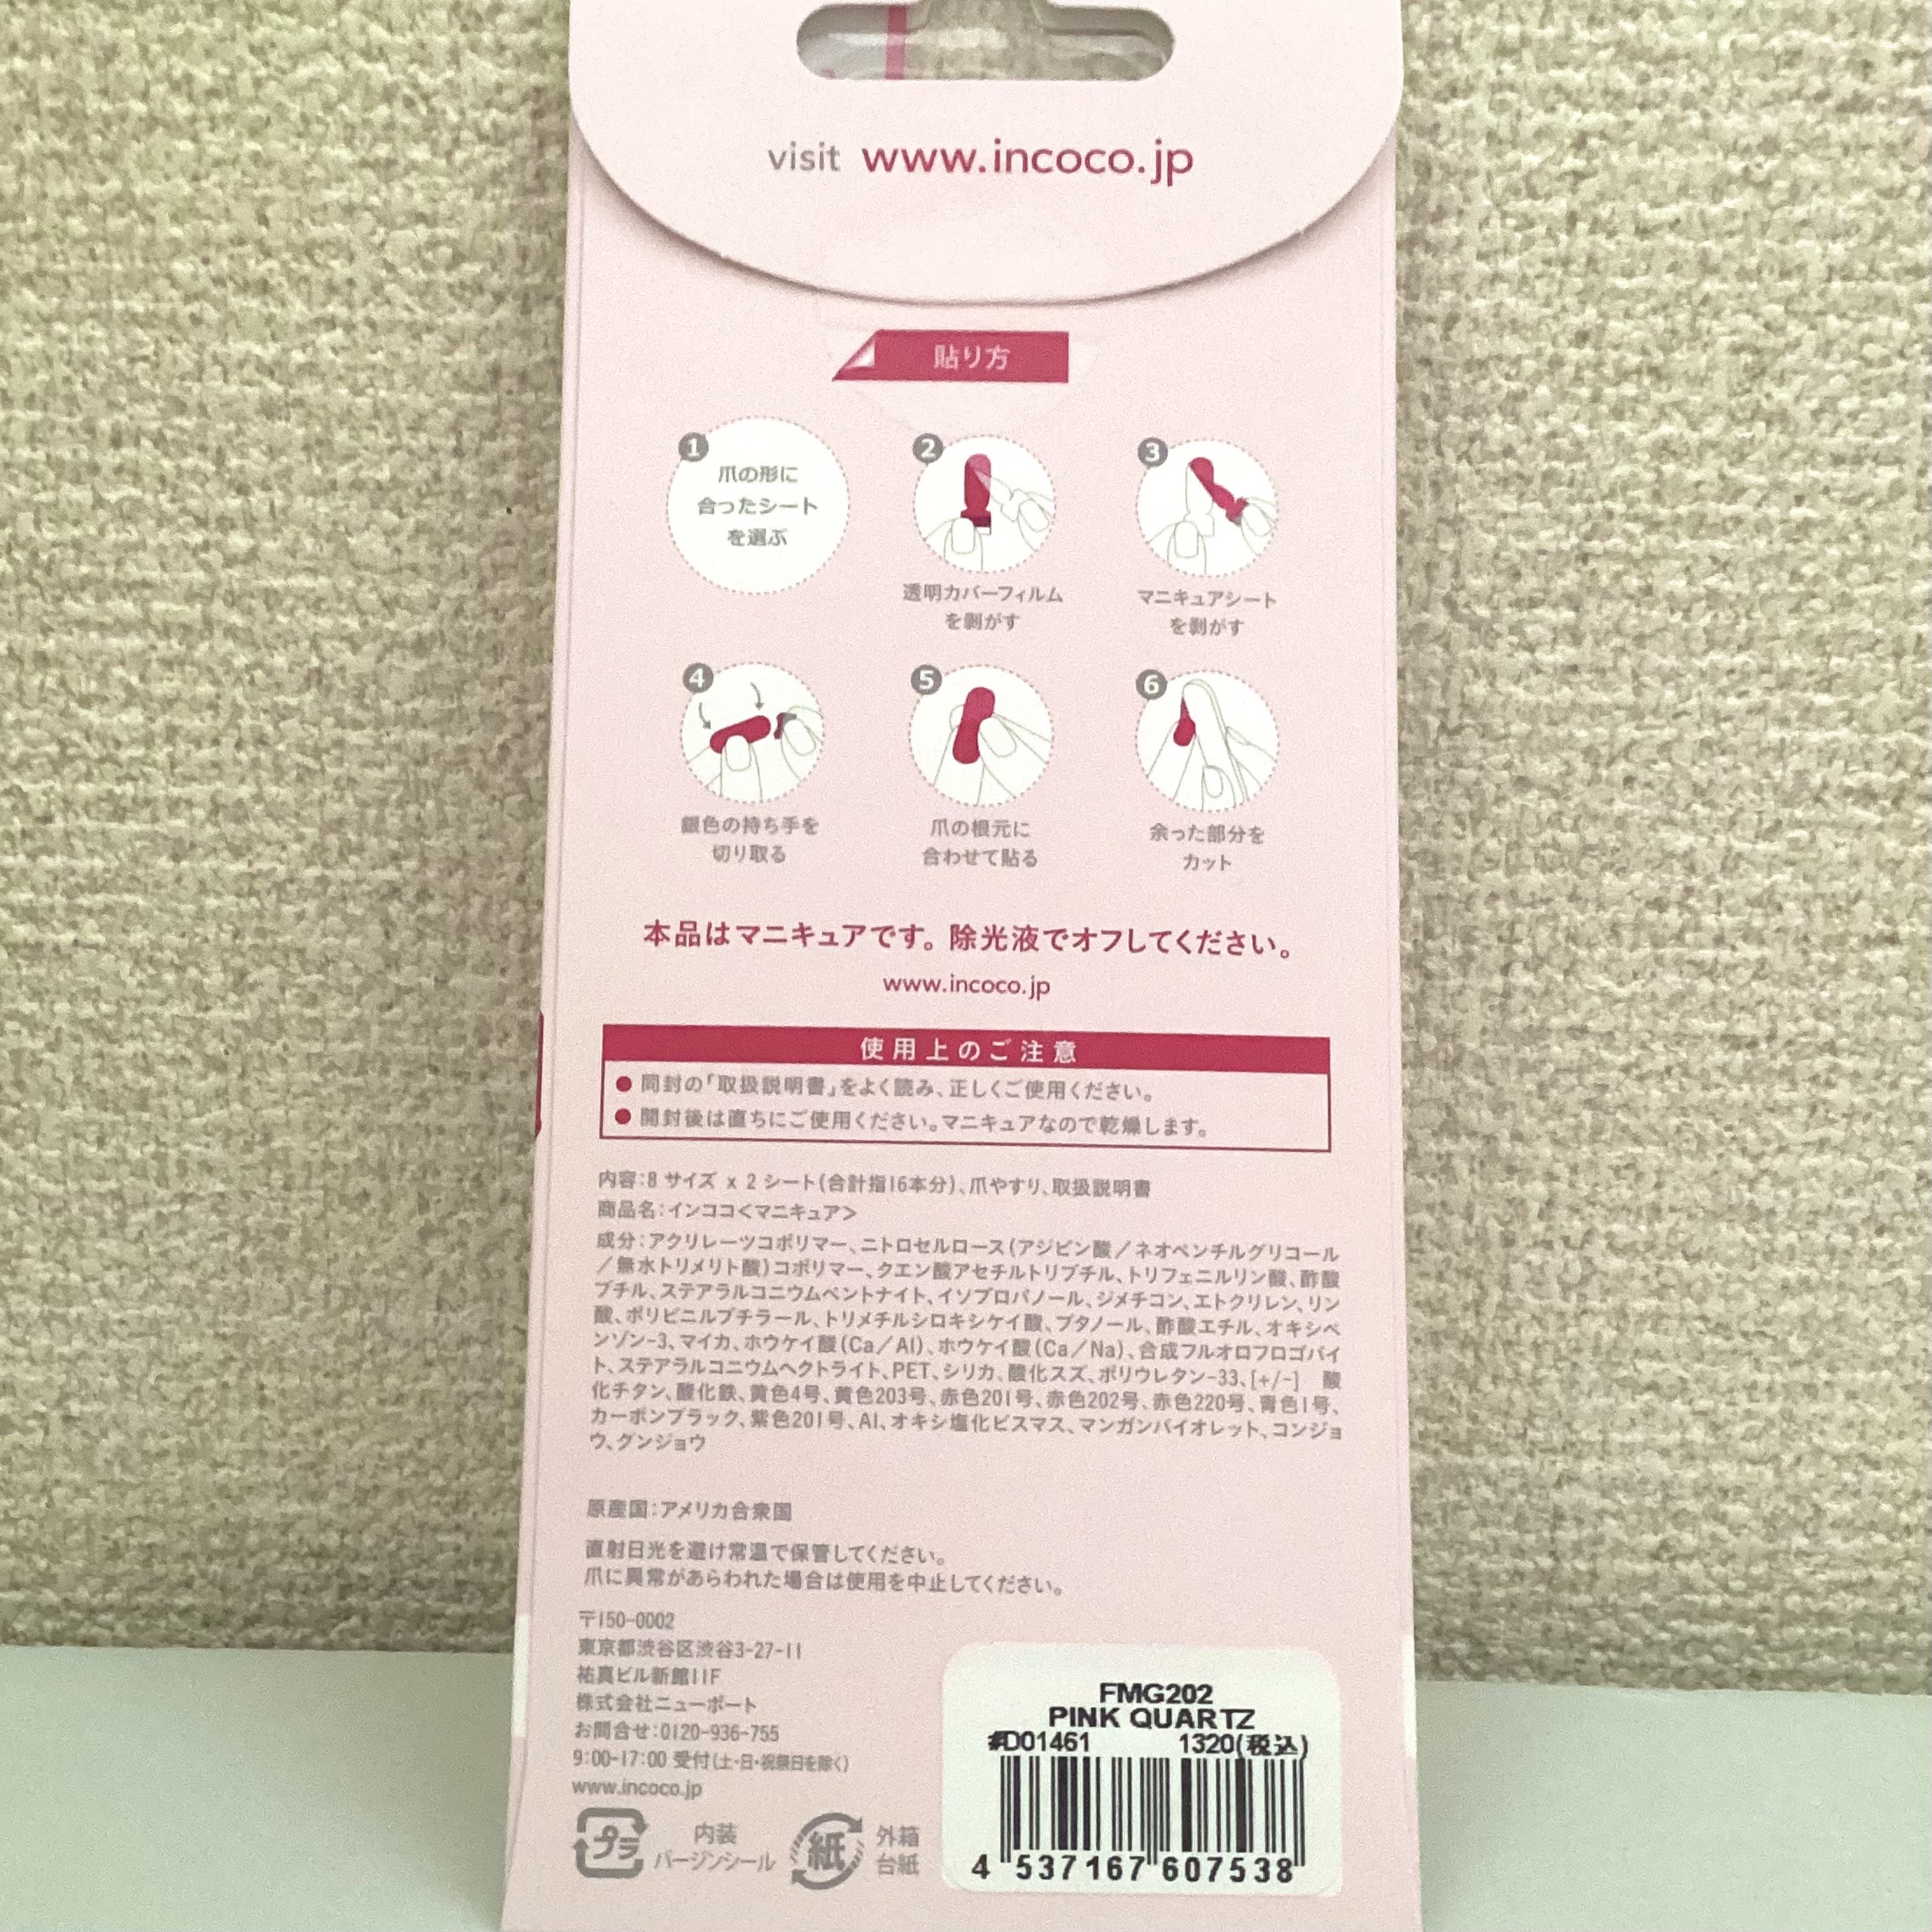 visit www.incoco.jp
貼り方
1
爪の形に
合ったシート
を選ぶ
2
透明カバーフィルム
を剝がす
3
マニキュアシート
を剝がす
4
銀色の持ち手を
切り取る
5
爪の根元に
合わせて貼る
6
余った部分を
カット
本品はマニキュアです。除光液でオフしてください。
www.incoco.jp
使用上のご注意
● 同封の「取扱説明書」をよく読み、正しくご使用ください。
● 開封後は直ちにご使用ください。マニキュアなので乾燥します。
内容：8 サイズ x 2 シート（合計指16本分）、爪やすり、取扱説明書
商品名：インココ＜マニキュア＞
成分：アクリレーツコポリマー、ニトロセルロース（アジピン酸／ネオペンチルグリコール
／無水トリメリト酸）コポリマー、クエン酸アセチルトリブチル、トリフェニルリン酸、酢酸
ブチル、ステアラルコニウムベントナイト、イソプロパノール、ジメチコン、エトクリレン、リン
酸、ポリビニルブチラール、トリメチルシロキシケイ酸、ブタノール、酢酸エチル、オキシベ
ンゾン-3、マイカ、ホウケイ酸（Ca／Al）、ホウケイ酸（Ca／Na）、合成フルオロフロゴパイ
ト、ステアラルコニウムヘクトライト、PET、シリカ、酸化スズ、ポリウレタン-33、[+/-] 酸
化チタン、酸化鉄、黄色4号、黄色203号、赤色201号、赤色202号、赤色220号、青色1号、
カーボンブラック、紫色201号、Al、オキシ塩化ビスマス、マンガンバイオレット、コンジョ
ウ、グンジョウ
原産国：アメリカ合衆国
直射日光を避け常温で保管してください。
爪に異常があらわれた場合は使用を中止してください。
〒150-0002
東京都渋谷区渋谷3-27-11
祐真ビル新館11F
株式会社ニューポート
お問合せ：0120-936-755
9:00-17:00 受付（土・日・祝祭日を除く）
www.incoco.jp
プラ
内装
バージンシール
紙
外箱
台紙
FMG202
PINK QUARTZ
#D01461 1320(税込)
4 537167 607538